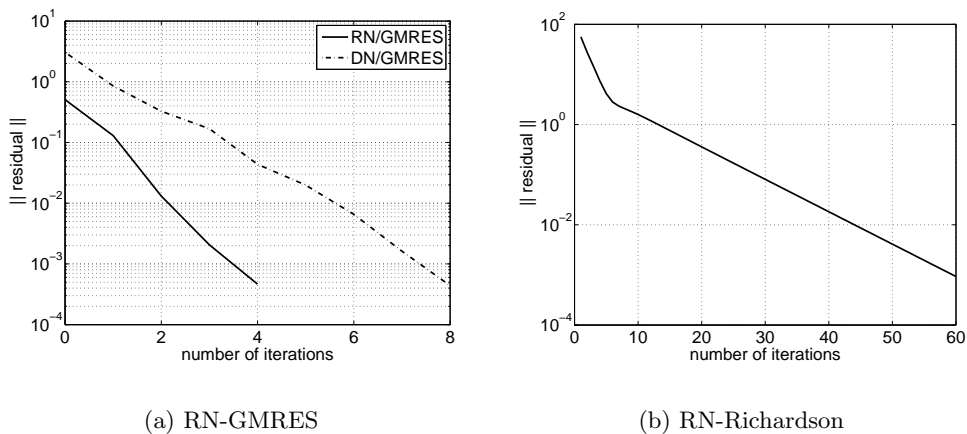 10^1
10^0
10^-1
10^-2
10^-3
10^-4
|| residual ||
0 2 4 6 8
number of iterations
RN/GMRES
DN/GMRES
(a) RN-GMRES
10^2
10^0
10^-2
10^-4
|| residual ||
0 10 20 30 40 50 60
number of iterations
(b) RN-Richardson